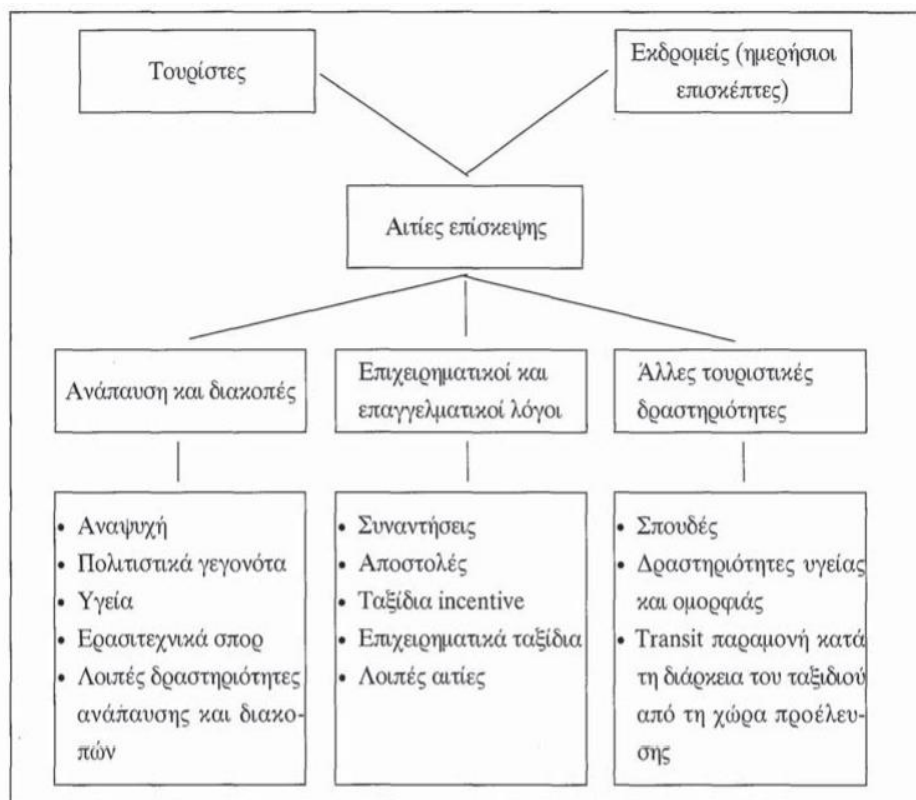 Τουρίστες
Εκδρομείς (ημερήσιοι
επισκέπτες)
Αιτίες επίσκεψης
Ανάπαυση και διακοπές
Επιχειρηματικοί και
επαγγελματικοί λόγοι
Άλλες τουριστικές
δραστηριότητες
• Αναψυχή
• Πολιτιστικά γεγονότα
• Υγεία
• Ερασιτεχνικά σπορ
• Λοιπές δραστηριότητες
ανάπαυσης και διακο-
πών
• Συναντήσεις
• Αποστολές
• Ταξίδια incentive
• Επιχειρηματικά ταξίδια
• Λοιπές αιτίες
• Σπουδές
• Δραστηριότητες υγείας
και ομορφιάς
• Transit παραμονή κατά
τη διάρκεια του ταξιδιού
από τη χώρα προέλευ-
σης